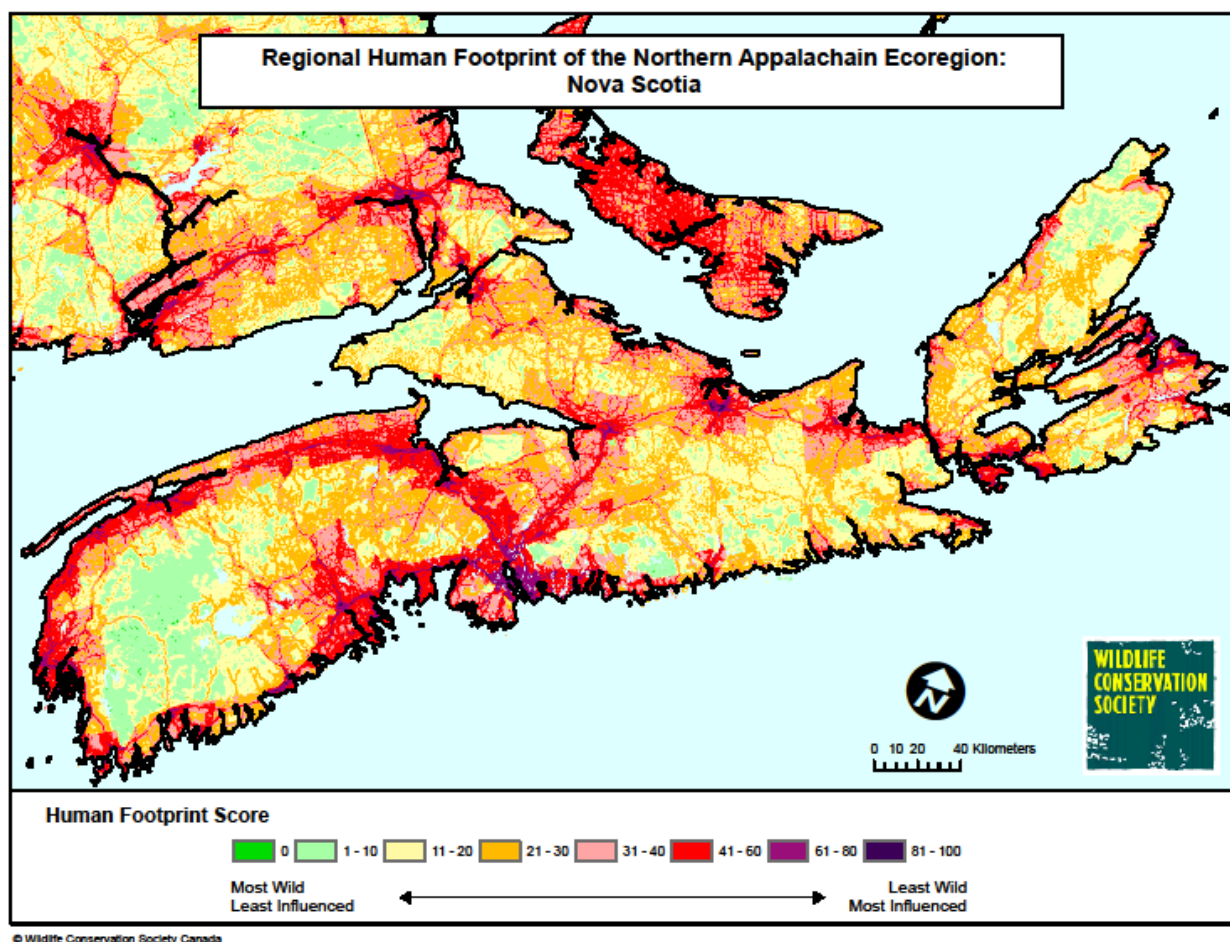 Regional Human Footprint of the Northern Appalachain Ecoregion:
Nova Scotia
N
WILDLIFE
CONSERVATION
SOCIETY
0 10 20 40 Kilometers
Human Footprint Score
0 1 - 10 11 - 20 21 - 30 31 - 40 41 - 60 61 - 80 81 - 100
Most Wild Least Wild
Least Influenced Most Influenced
© Wildlife Conservation Society Canada